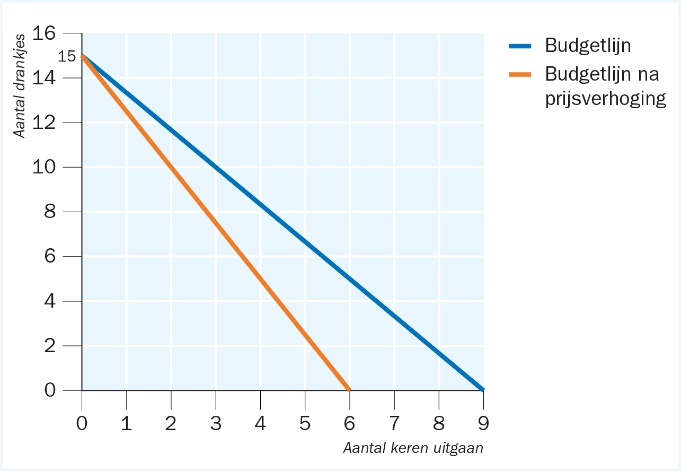 Aantal drankjes
16
15
14
12
10
8
6
4
2
0
0 1 2 3 4 5 6 7 8 9
Aantal keren uitgaan
Budgetlijn
Budgetlijn na
prijsverhoging